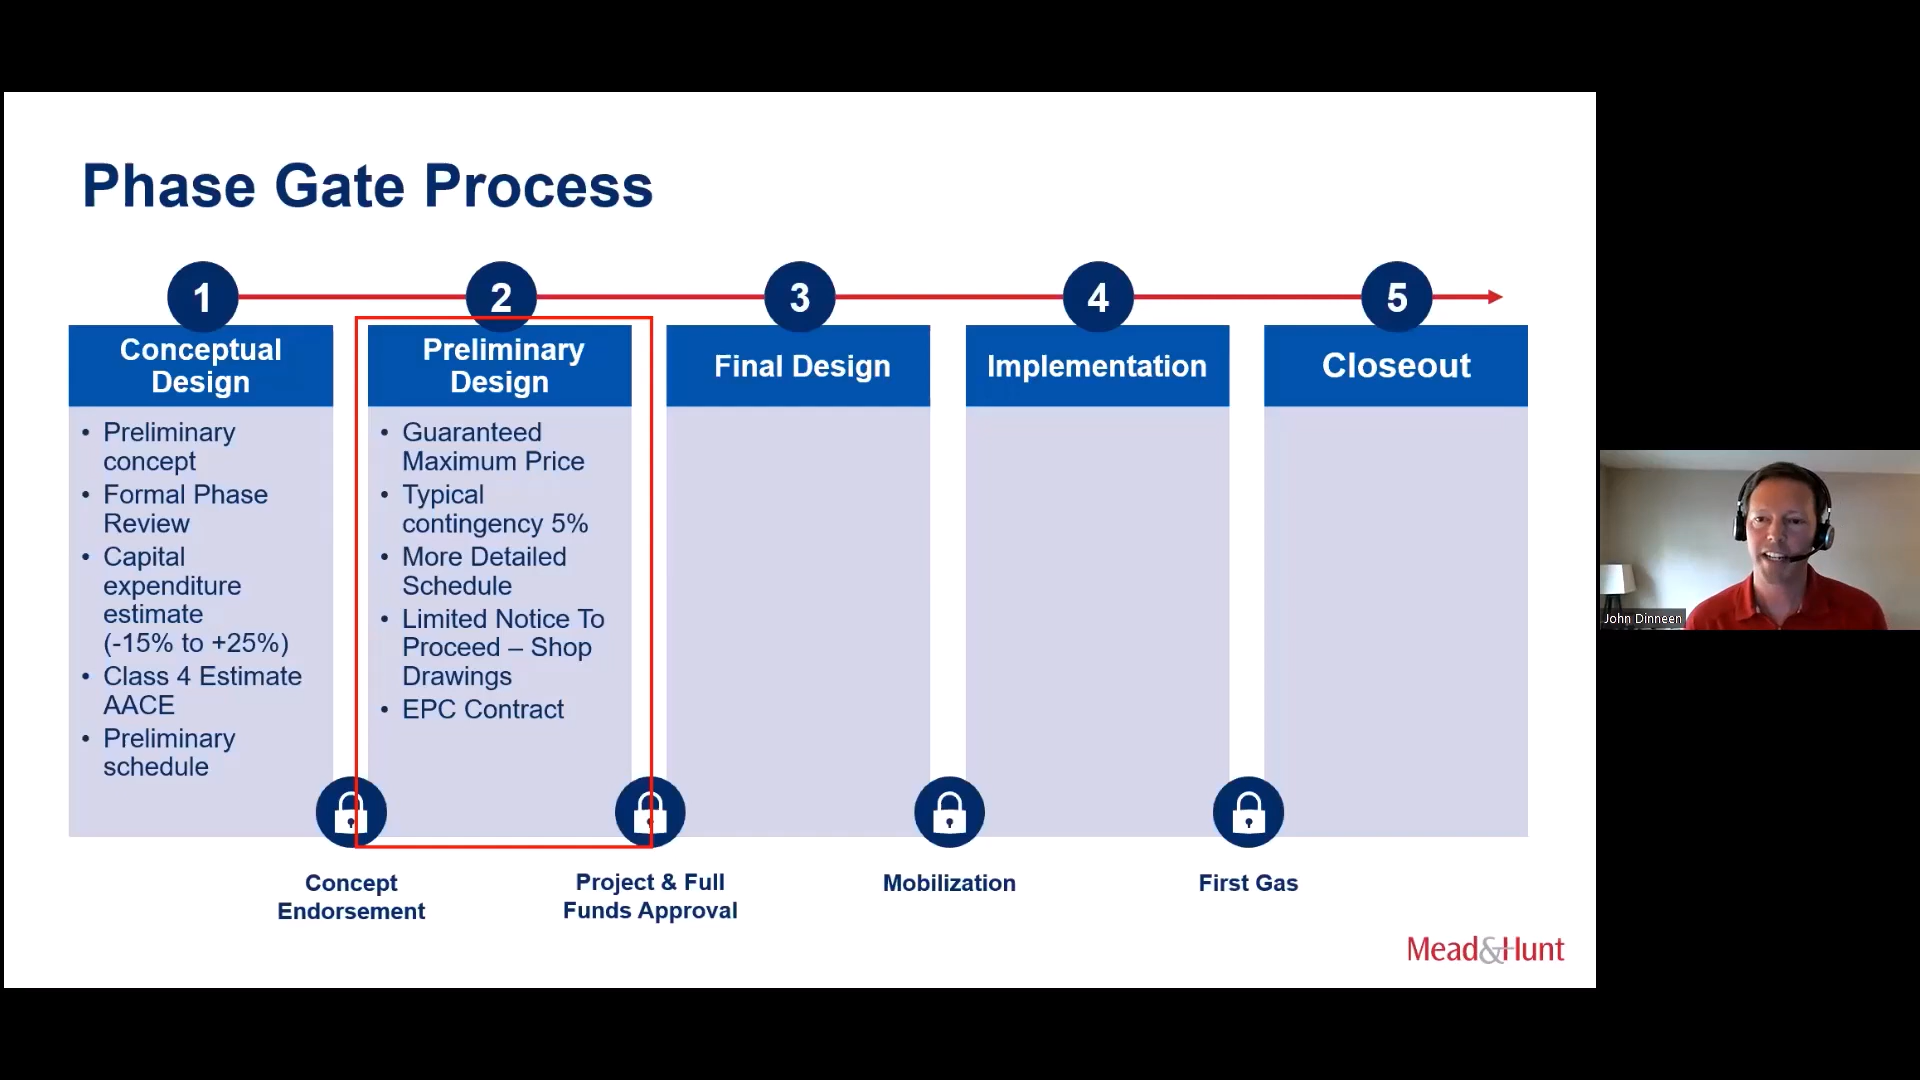 Phase Gate Process
1
2
3
4
5
Conceptual
Design
• Preliminary
concept
• Formal Phase
Review
• Capital
expenditure
estimate
(-15% to +25%)
• Class 4 Estimate
AACE
• Preliminary
schedule
Preliminary
Design
• Guaranteed
Maximum Price
• Typical
contingency 5%
• More Detailed
Schedule
• Limited Notice To
Proceed – Shop
Drawings
• EPC Contract
Final Design
Implementation
Closeout
Concept
Endorsement
Project & Full
Funds Approval
Mobilization
First Gas
Mead&Hunt
John Dinneen